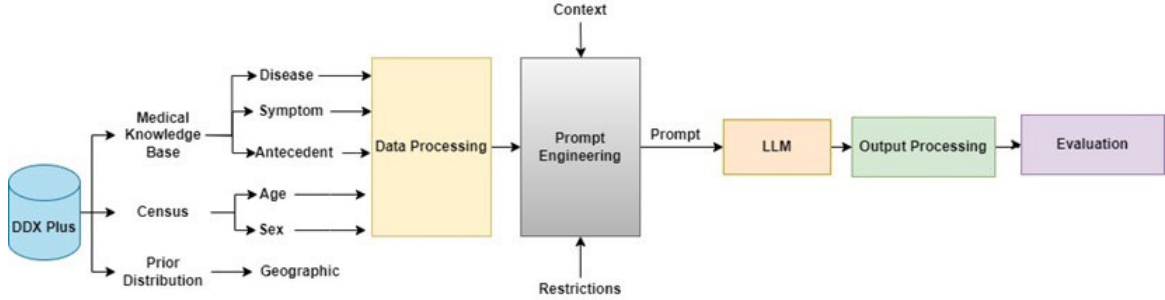 DDX Plus
Medical
Knowledge
Base
Census
Prior
Distribution
Disease
Symptom
Antecedent
Age
Sex
Geographic
Data Processing
Context
Prompt
Engineering
Restrictions
Prompt
LLM
Output Processing
Evaluation